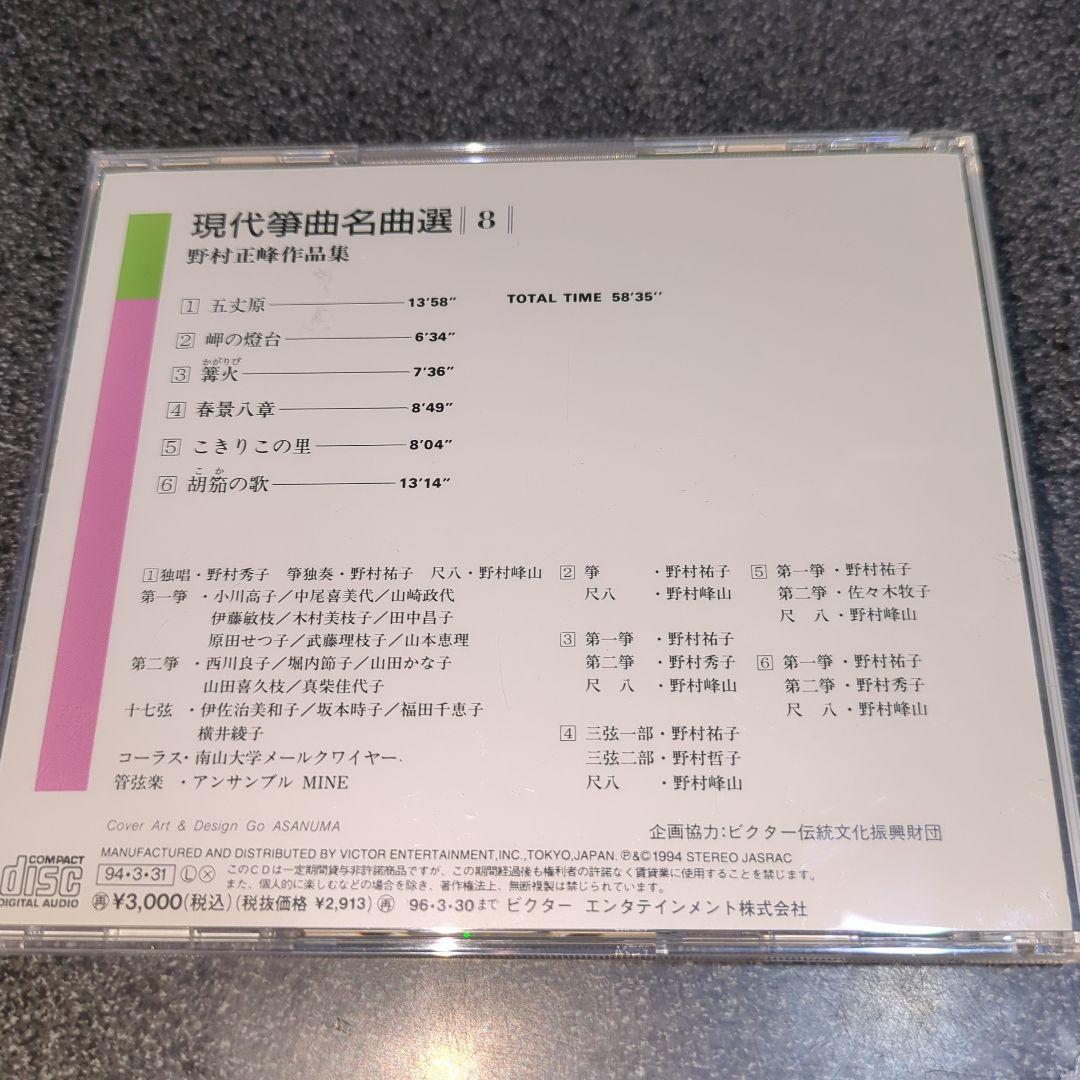 現代箏曲名曲選 8
野村正峰作品集
1 五丈原 13'58"
TOTAL TIME 58'35"
2 岬の燈台 6'34"
かがりび
3 篝火 7'36"
4 春景八章 8'49"
5 こきりこの里 8'04"
こか
6 胡笳の歌 13'14"
1 独唱・野村秀子 箏独奏・野村祐子 尺八・野村峰山
第一箏・小川高子/中尾喜美代/山崎政代
伊藤敏枝/木村美枝子/田中昌子
原田せつ子/武藤理枝子/山本恵理
第二箏・西川良子/堀内節子/山田かな子
山田喜久枝/真柴佳代子
十七弦・伊佐治美和子/坂本時子/福田千恵子
横井綾子
コーラス・南山大学メールクワイヤー
管弦楽・アンサンブル MINE
2 箏・野村祐子
尺八・野村峰山
3 第一箏・野村祐子
第二箏・野村秀子
尺八・野村峰山
4 三弦一部・野村祐子
三弦二部・野村哲子
尺八・野村峰山
5 第一箏・野村祐子
第二箏・佐々木牧子
尺八・野村峰山
6 第一箏・野村祐子
第二箏・野村秀子
尺八・野村峰山
Cover Art & Design Go ASANUMA
企画協力:ビクター伝統文化振興財団
COMPACT
disc
DIGITAL AUDIO
MANUFACTURED AND DISTRIBUTED BY VICTOR ENTERTAINMENT,INC.,TOKYO,JAPAN. ℗&©1994 STEREO JASRAC
94・3・31 Ⓛ Ⓧ このCDは一定期間貸与非許諾商品ですが、この期間経過後も権利者の許諾なく賃貸業に使用することを禁じます。
また、個人的に楽しむなどの場合を除き、著作権法上、無断複製は禁じられています。
再 ¥3,000(税込)(税抜価格 ¥2,913) 再 96・3・30まで ビクター エンタテインメント株式会社